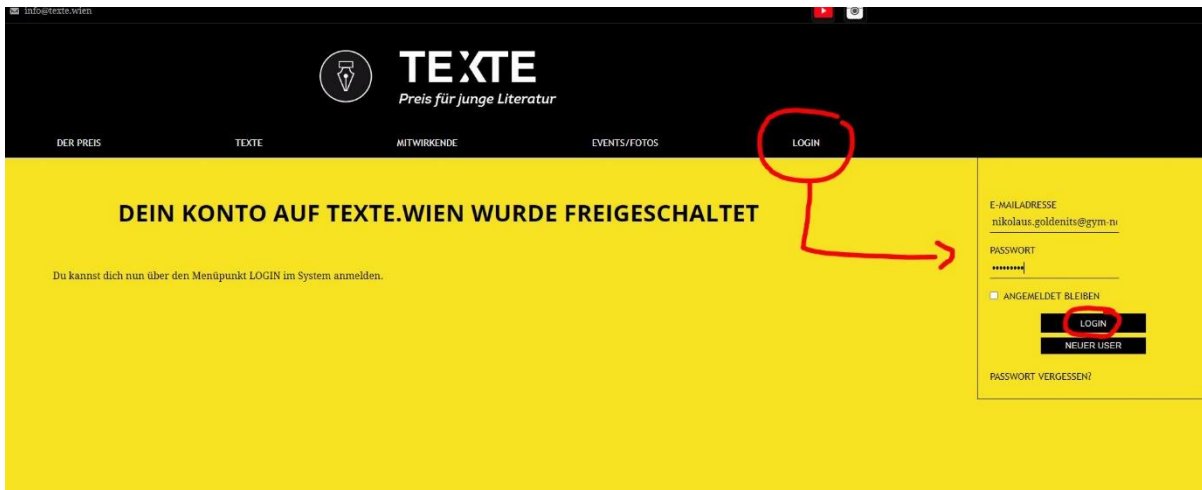 info@texte.wien
TEXTE
Preis für junge Literatur
DER PREIS TEXTE MITWIRKENDE EVENTS/FOTOS LOGIN
DEIN KONTO AUF TEXTE.WIEN WURDE FREIGESCHALTET
Du kannst dich nun über den Menüpunkt LOGIN im System anmelden.
E-MAILADRESSE
nikolaus.goldenits@gym-n
PASSWORT
•••••••••
ANGEMELDET BLEIBEN
LOGIN
NEUER USER
PASSWORT VERGESSEN?